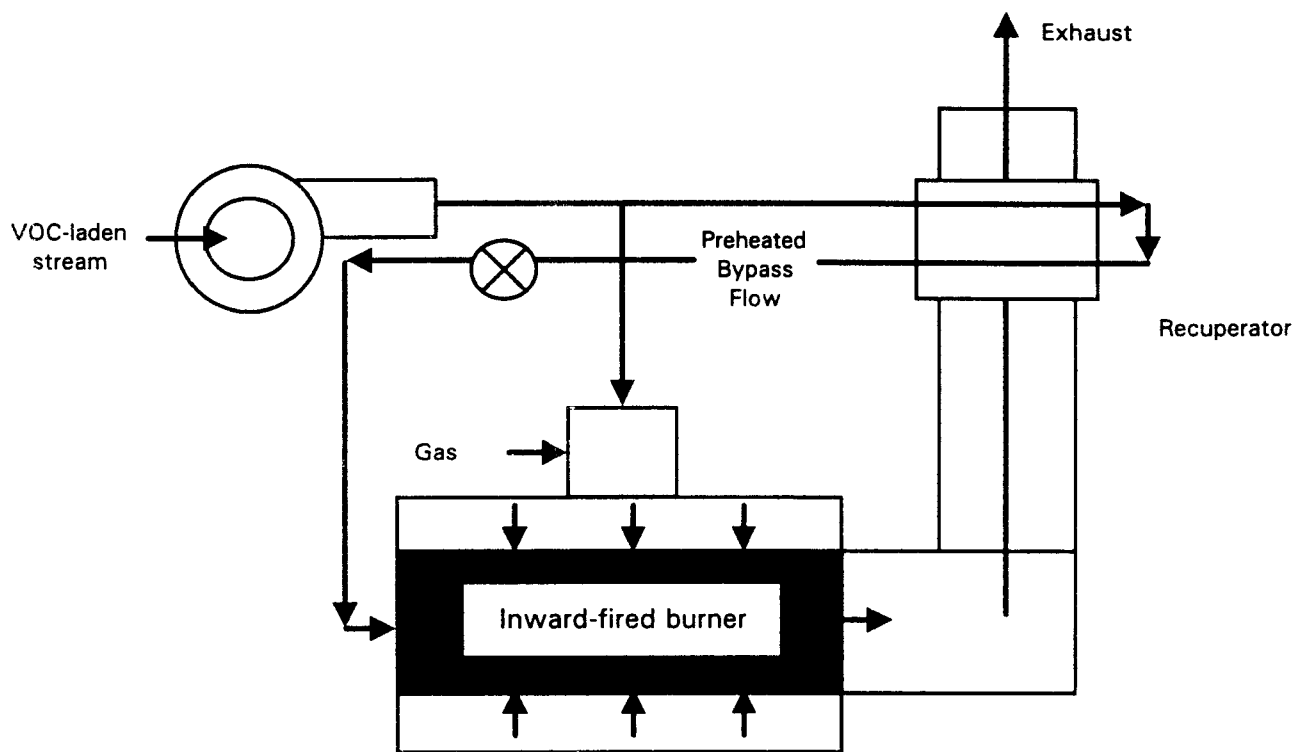 Exhaust
VOC-laden
stream
Preheated
Bypass
Flow
Recuperator
Gas
Inward-fired burner